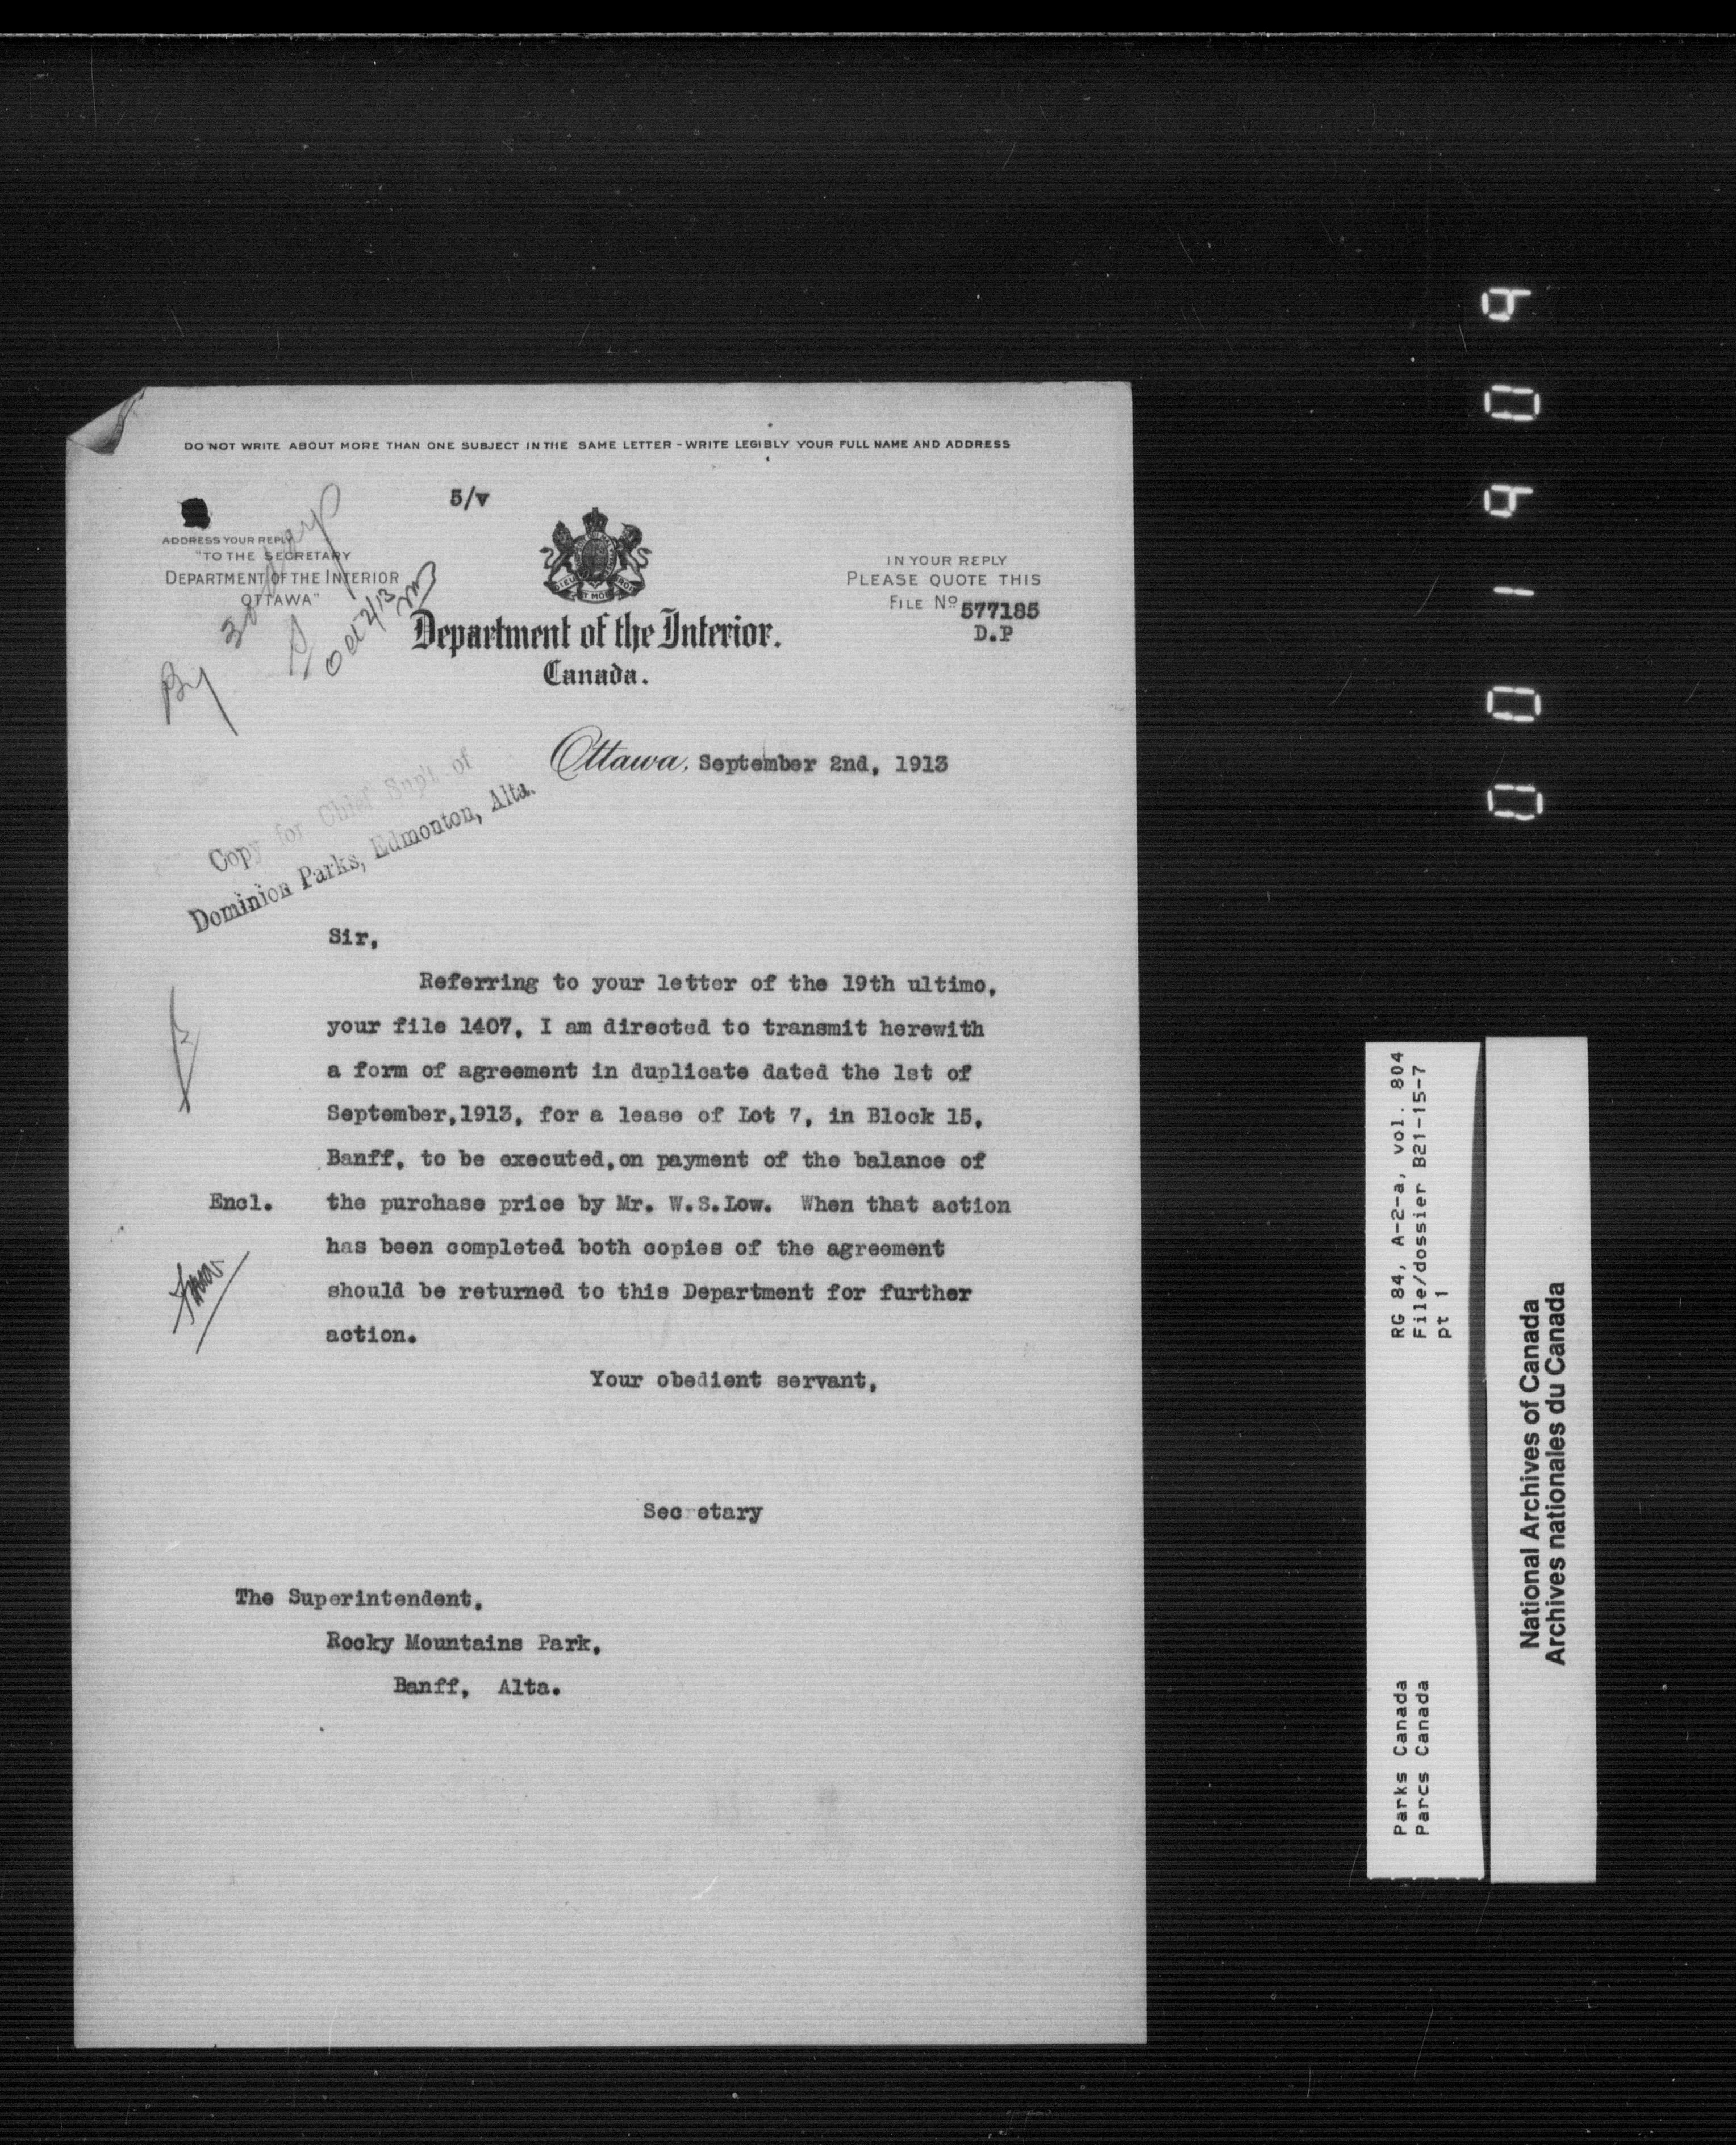 DO NOT WRITE ABOUT MORE THAN ONE SUBJECT IN THE SAME LETTER - WRITE LEGIBLY YOUR FULL NAME AND ADDRESS
5/v
ADDRESS YOUR REPLY
"TO THE SECRETARY
DEPARTMENT OF THE INTERIOR
OTTAWA"
IN YOUR REPLY
PLEASE QUOTE THIS
FILE No 577185
D.P
By 30
Oct 2/13
Department of the Interior.
Canada.
Ottawa, September 2nd, 1913
Copy for Chief Sup't. of
Dominion Parks, Edmonton, Alta.
Sir,
Referring to your letter of the 19th ultimo,
your file 1407, I am directed to transmit herewith
a form of agreement in duplicate dated the 1st of
September,1913, for a lease of Lot 7, in Block 15,
Banff, to be executed, on payment of the balance of
Encl. the purchase price by Mr. W.S.Low. When that action
has been completed both copies of the agreement
should be returned to this Department for further
action.
Your obedient servant,
Secretary
The Superintendent,
Rocky Mountains Park,
Banff, Alta.
001909
RG 84, A-2-a, vol. 804
File/dossier B21-15-7
pt 1
Parks Canada
Parcs Canada
National Archives of Canada
Archives nationales du Canada